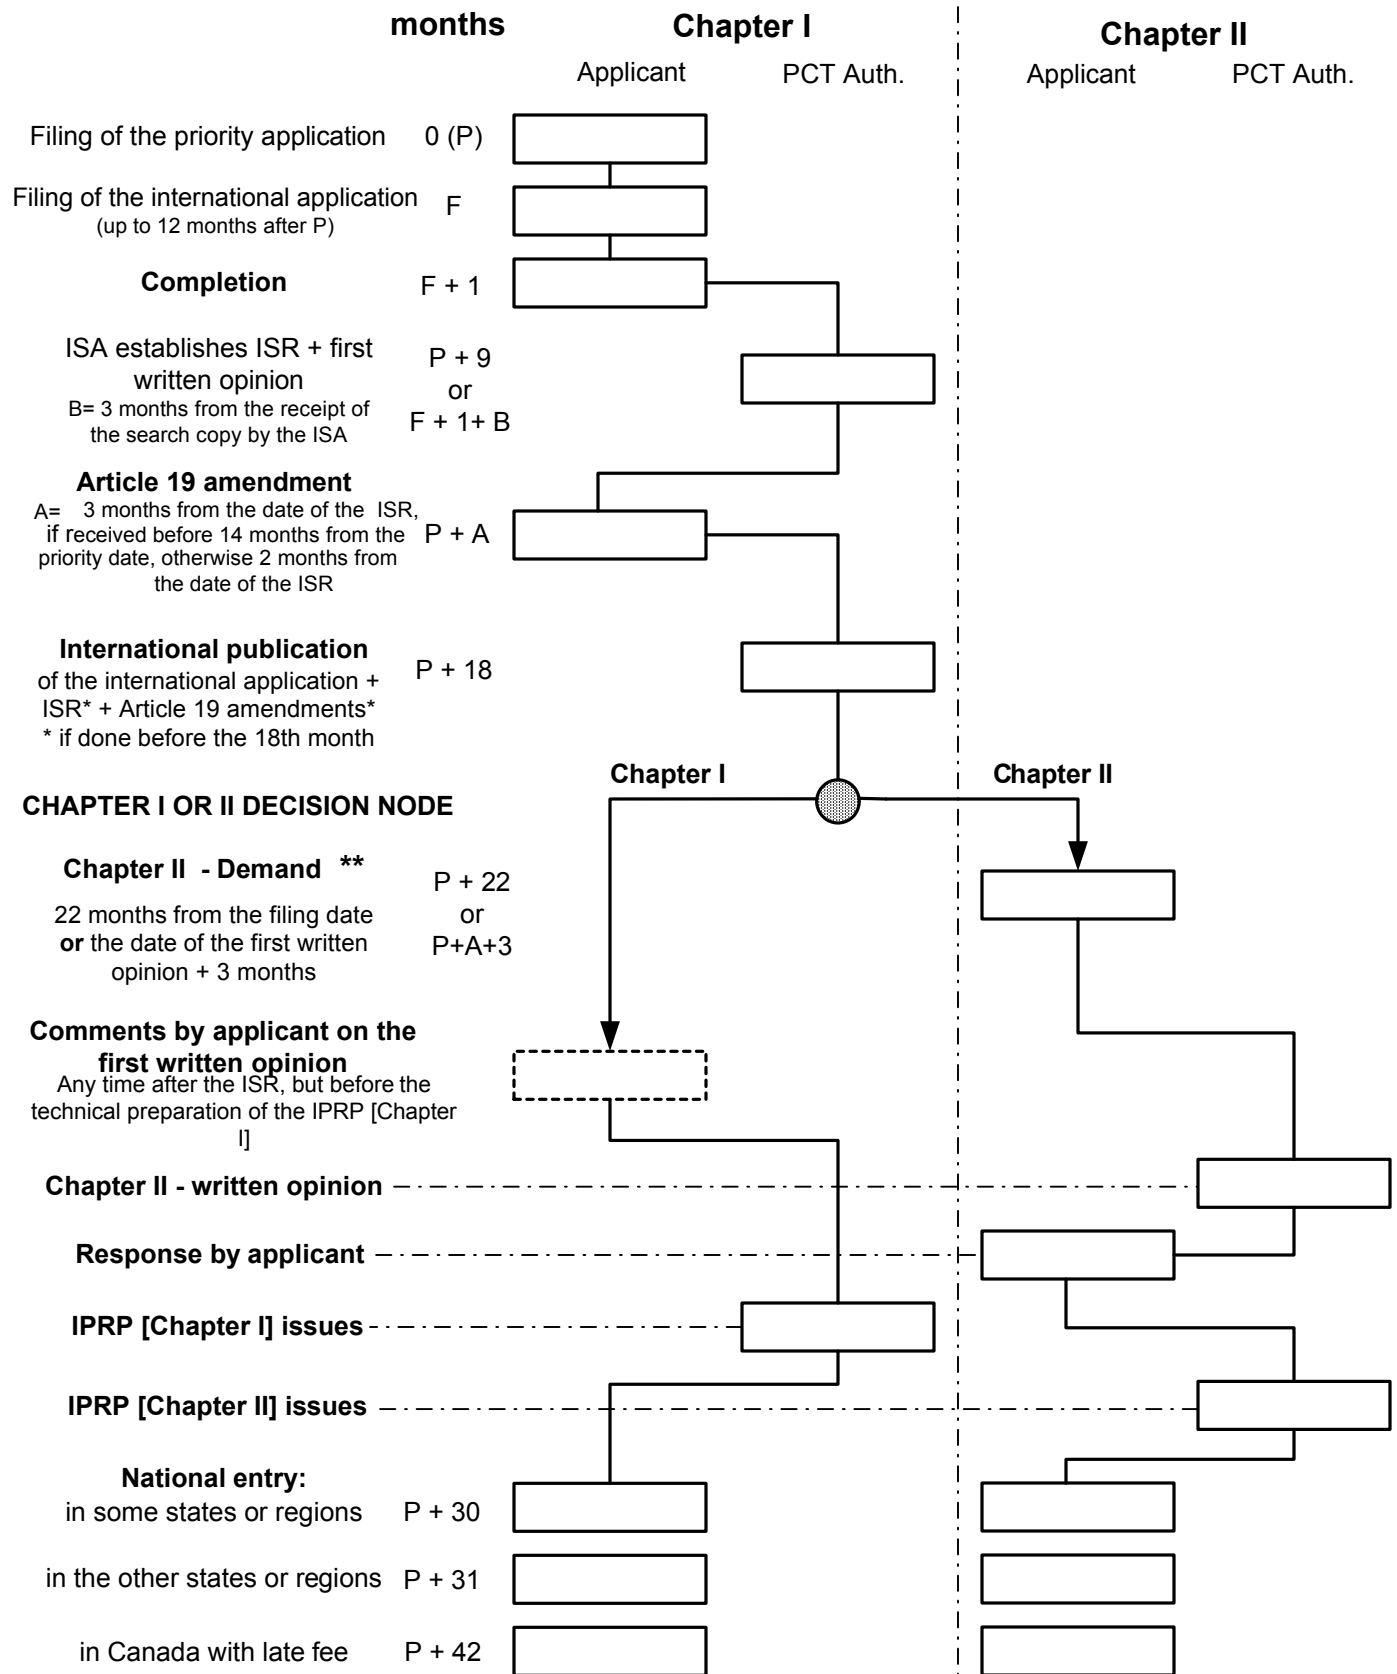 months
Chapter I
Chapter II
Applicant
PCT Auth.
Applicant
PCT Auth.
Filing of the priority application
0 (P)
Filing of the international application
(up to 12 months after P)
F
Completion
F + 1
ISA establishes ISR + first
written opinion
B= 3 months from the receipt of
the search copy by the ISA
P + 9
or
F + 1+ B
Article 19 amendment
A= 3 months from the date of the ISR,
if received before 14 months from the
priority date, otherwise 2 months from
the date of the ISR
P + A
International publication
of the international application +
ISR* + Article 19 amendments*
* if done before the 18th month
P + 18
Chapter I
Chapter II
CHAPTER I OR II DECISION NODE
Chapter II - Demand **
22 months from the filing date
or the date of the first written
opinion + 3 months
P + 22
or
P+A+3
Comments by applicant on the
first written opinion
Any time after the ISR, but before the
technical preparation of the IPRP [Chapter
I]
Chapter II - written opinion
Response by applicant
IPRP [Chapter I] issues
IPRP [Chapter II] issues
National entry:
in some states or regions
P + 30
in the other states or regions
P + 31
in Canada with late fee
P + 42